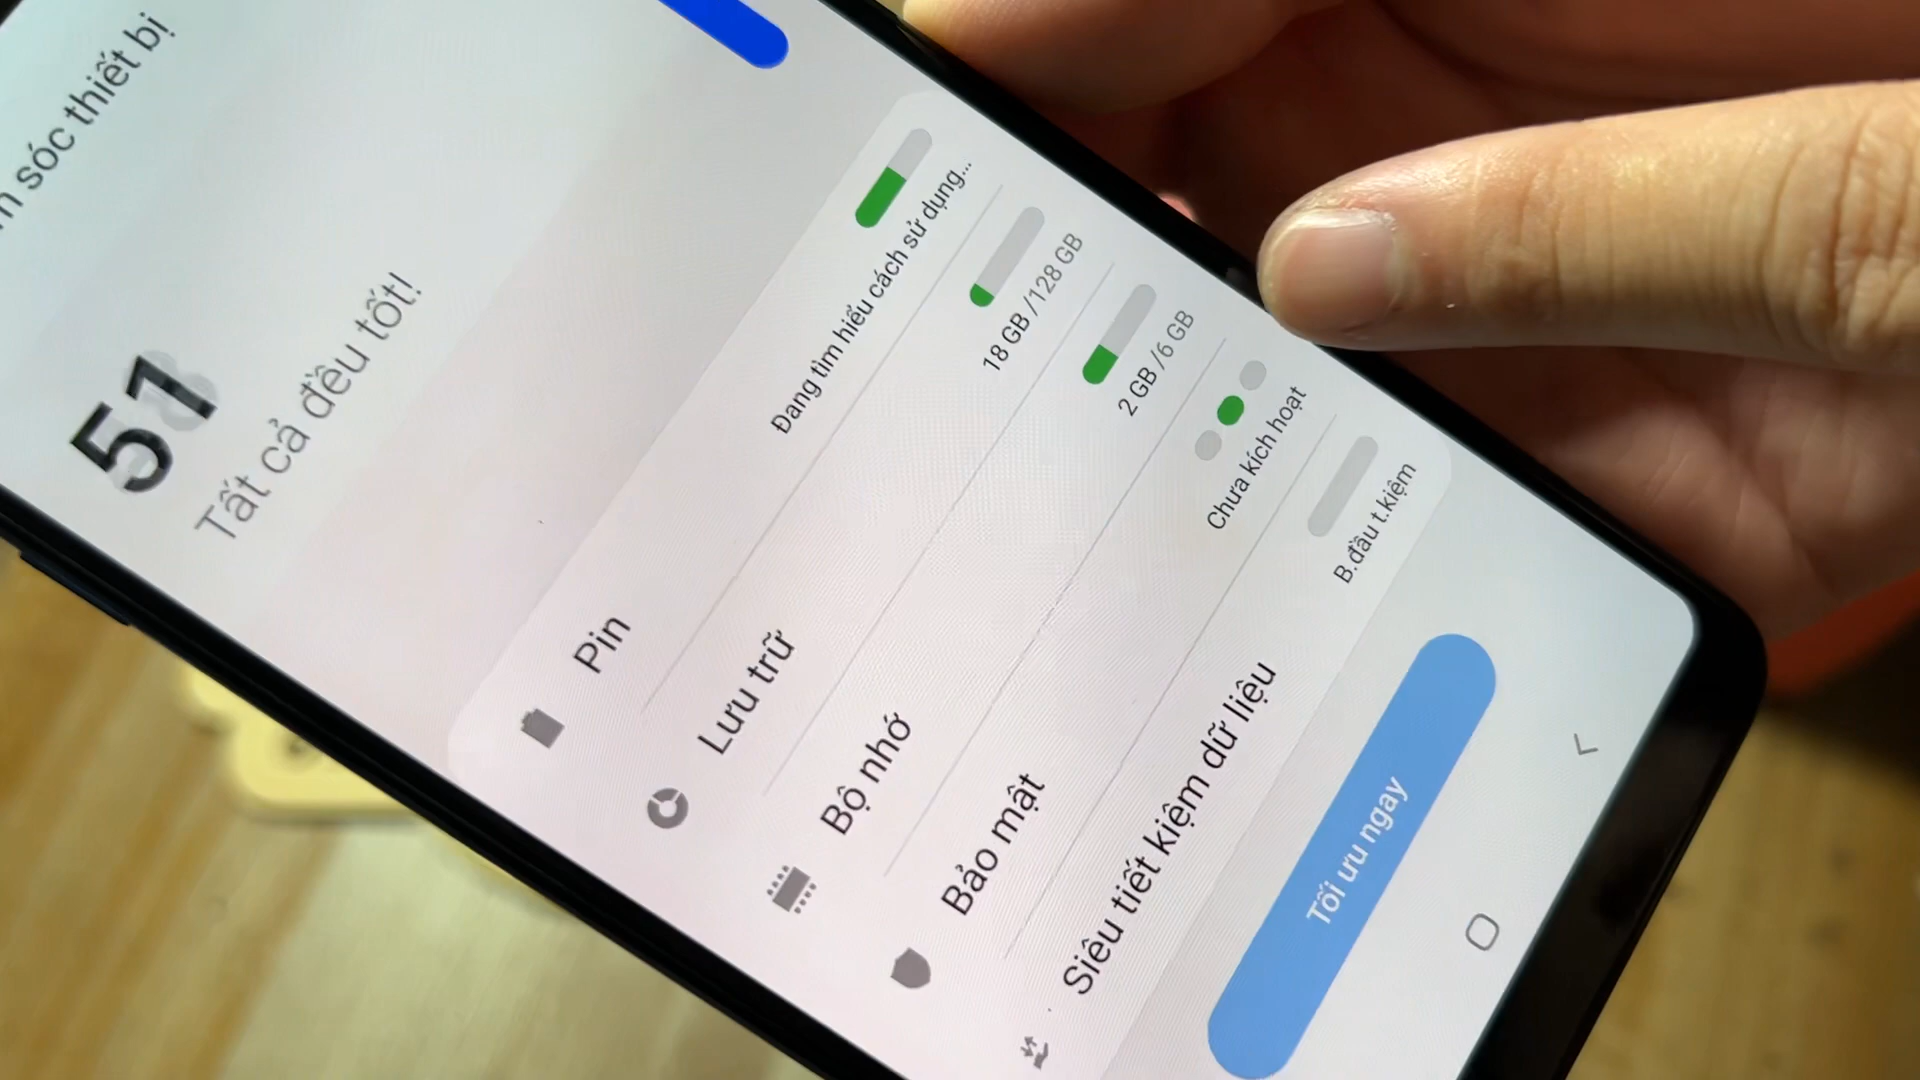 sóc thiết bị
51
Tất cả đều tốt!
Pin
Đang tìm hiểu cách sử dụng...
Lưu trữ
18 GB /128 GB
Bộ nhớ
2 GB /6 GB
Bảo mật
Chưa kích hoạt
Siêu tiết kiệm dữ liệu
B.đầu t.kiệm
Tối ưu ngay